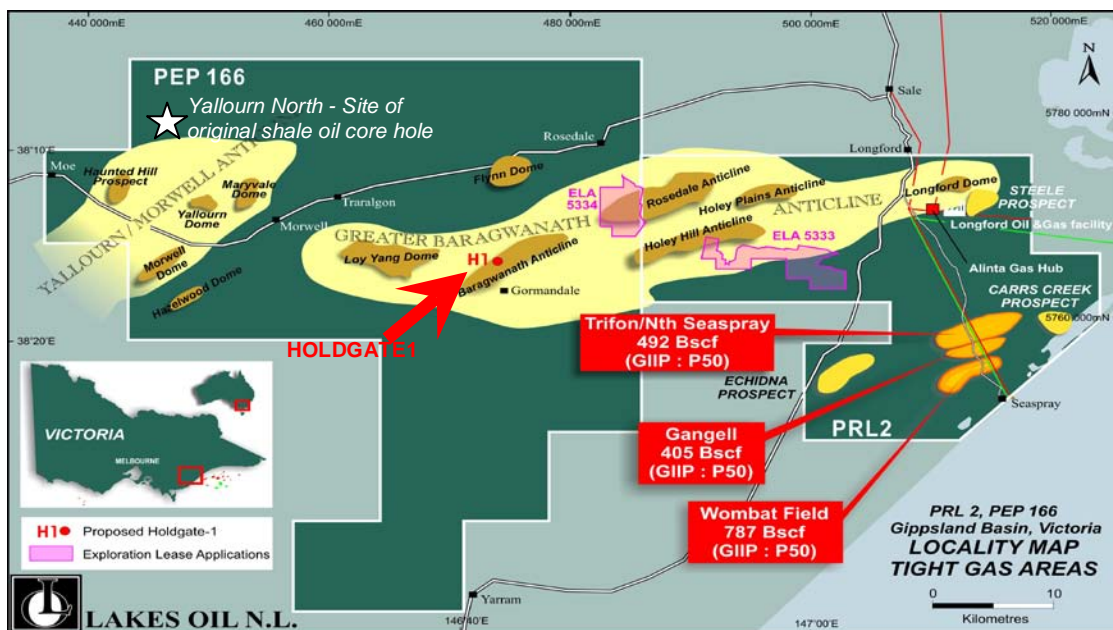 440 000mE
460 000mE
480 000mE
500 000mE
520 000mE
PEP 166
Yallourn North - Site of
original shale oil core hole
N
Sale
5780 000mN
38°10'
Moe
Haunted Hill
Prospect
Maryvale
Dome
Yallourn
Dome
YALLOURN / MORWELL ANTI
Morwell
Dome
Hazelwood Dome
Rosedale
Flynn Dome
Traralgon
Morwell
Longford
ELA
5334
Rosedale Anticline
Holey Plains Anticline
Longford Dome
STEELE
PROSPECT
GREATER BARAGWANATH
ANTICLINE
Longford Oil &Gas facility
Holey Hill Anticline
ELA 5333
Loy Yang Dome
H1
Baragwanath Anticline
Gormandale
Alinta Gas Hub
CARRS CREEK
PROSPECT
5760 000mN
38°20'
HOLDGATE1
Trifon/Nth Seaspray
492 Bscf
(GIIP : P50)
ECHIDNA
PROSPECT
Seaspray
PRL2
Gangell
405 Bscf
(GIIP : P50)
Wombat Field
787 Bscf
(GIIP : P50)
VICTORIA
MELBOURNE
H1 Proposed Holdgate-1
Exploration Lease Applications
PRL 2, PEP 166
Gippsland Basin, Victoria
LOCALITY MAP
TIGHT GAS AREAS
0 10
Kilometres
LAKES OIL N.L.
Yarram
146°40'E
147°00'E